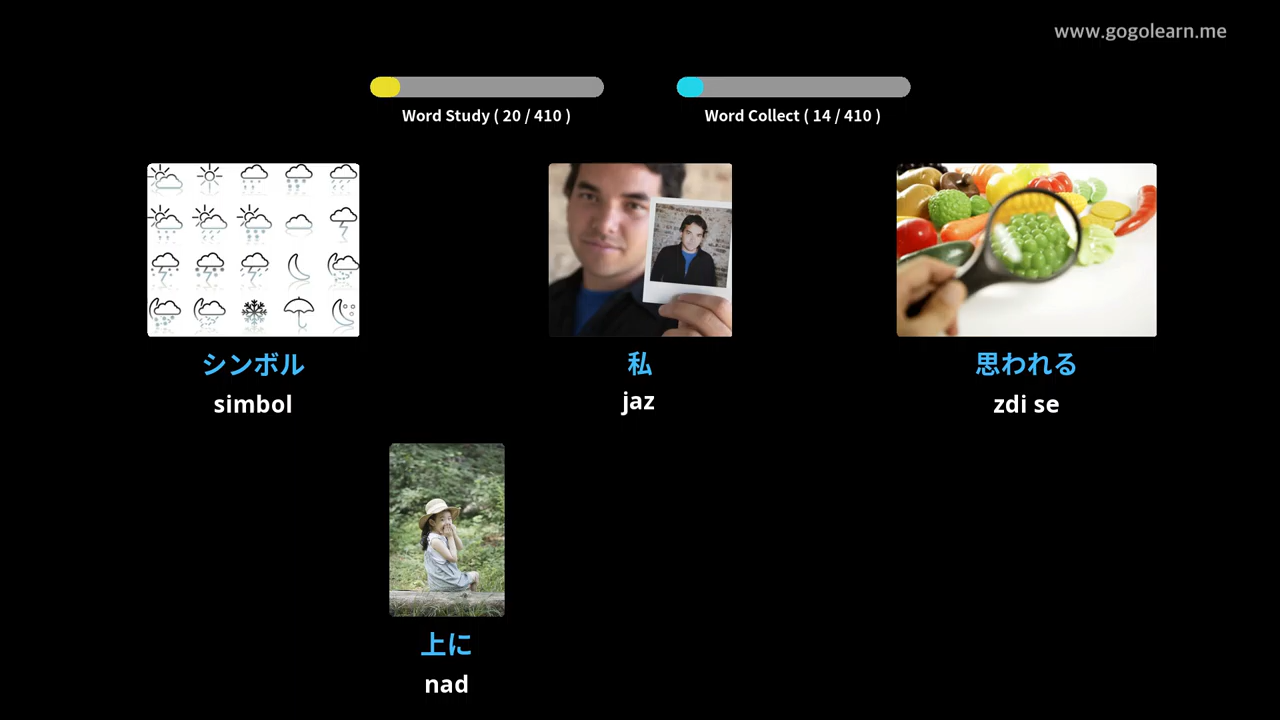 www.gogolearn.me
Word Study ( 20 / 410 )
Word Collect ( 14 / 410 )
シンボル
simbol
私
jaz
思われる
zdi se
上に
nad